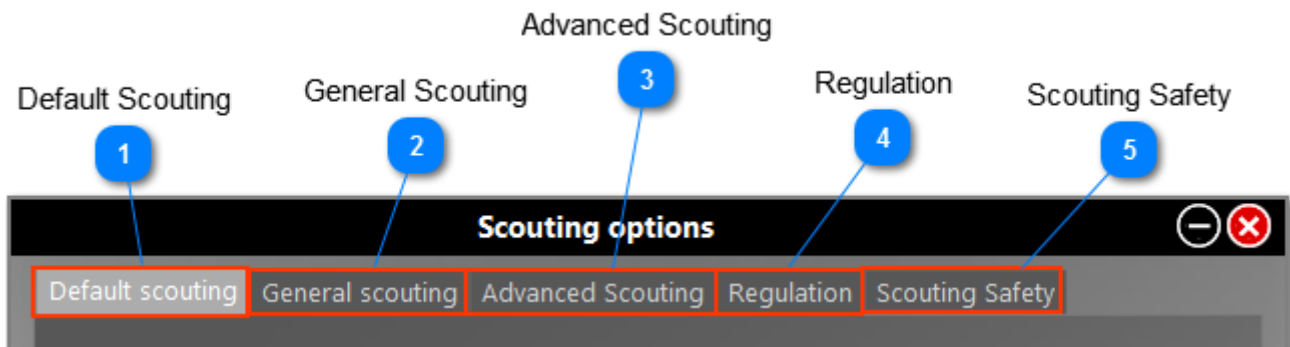 Advanced Scouting
3
Default Scouting
1
General Scouting
2
Regulation
4
Scouting Safety
5
Scouting options
Default scouting
General scouting
Advanced Scouting
Regulation
Scouting Safety